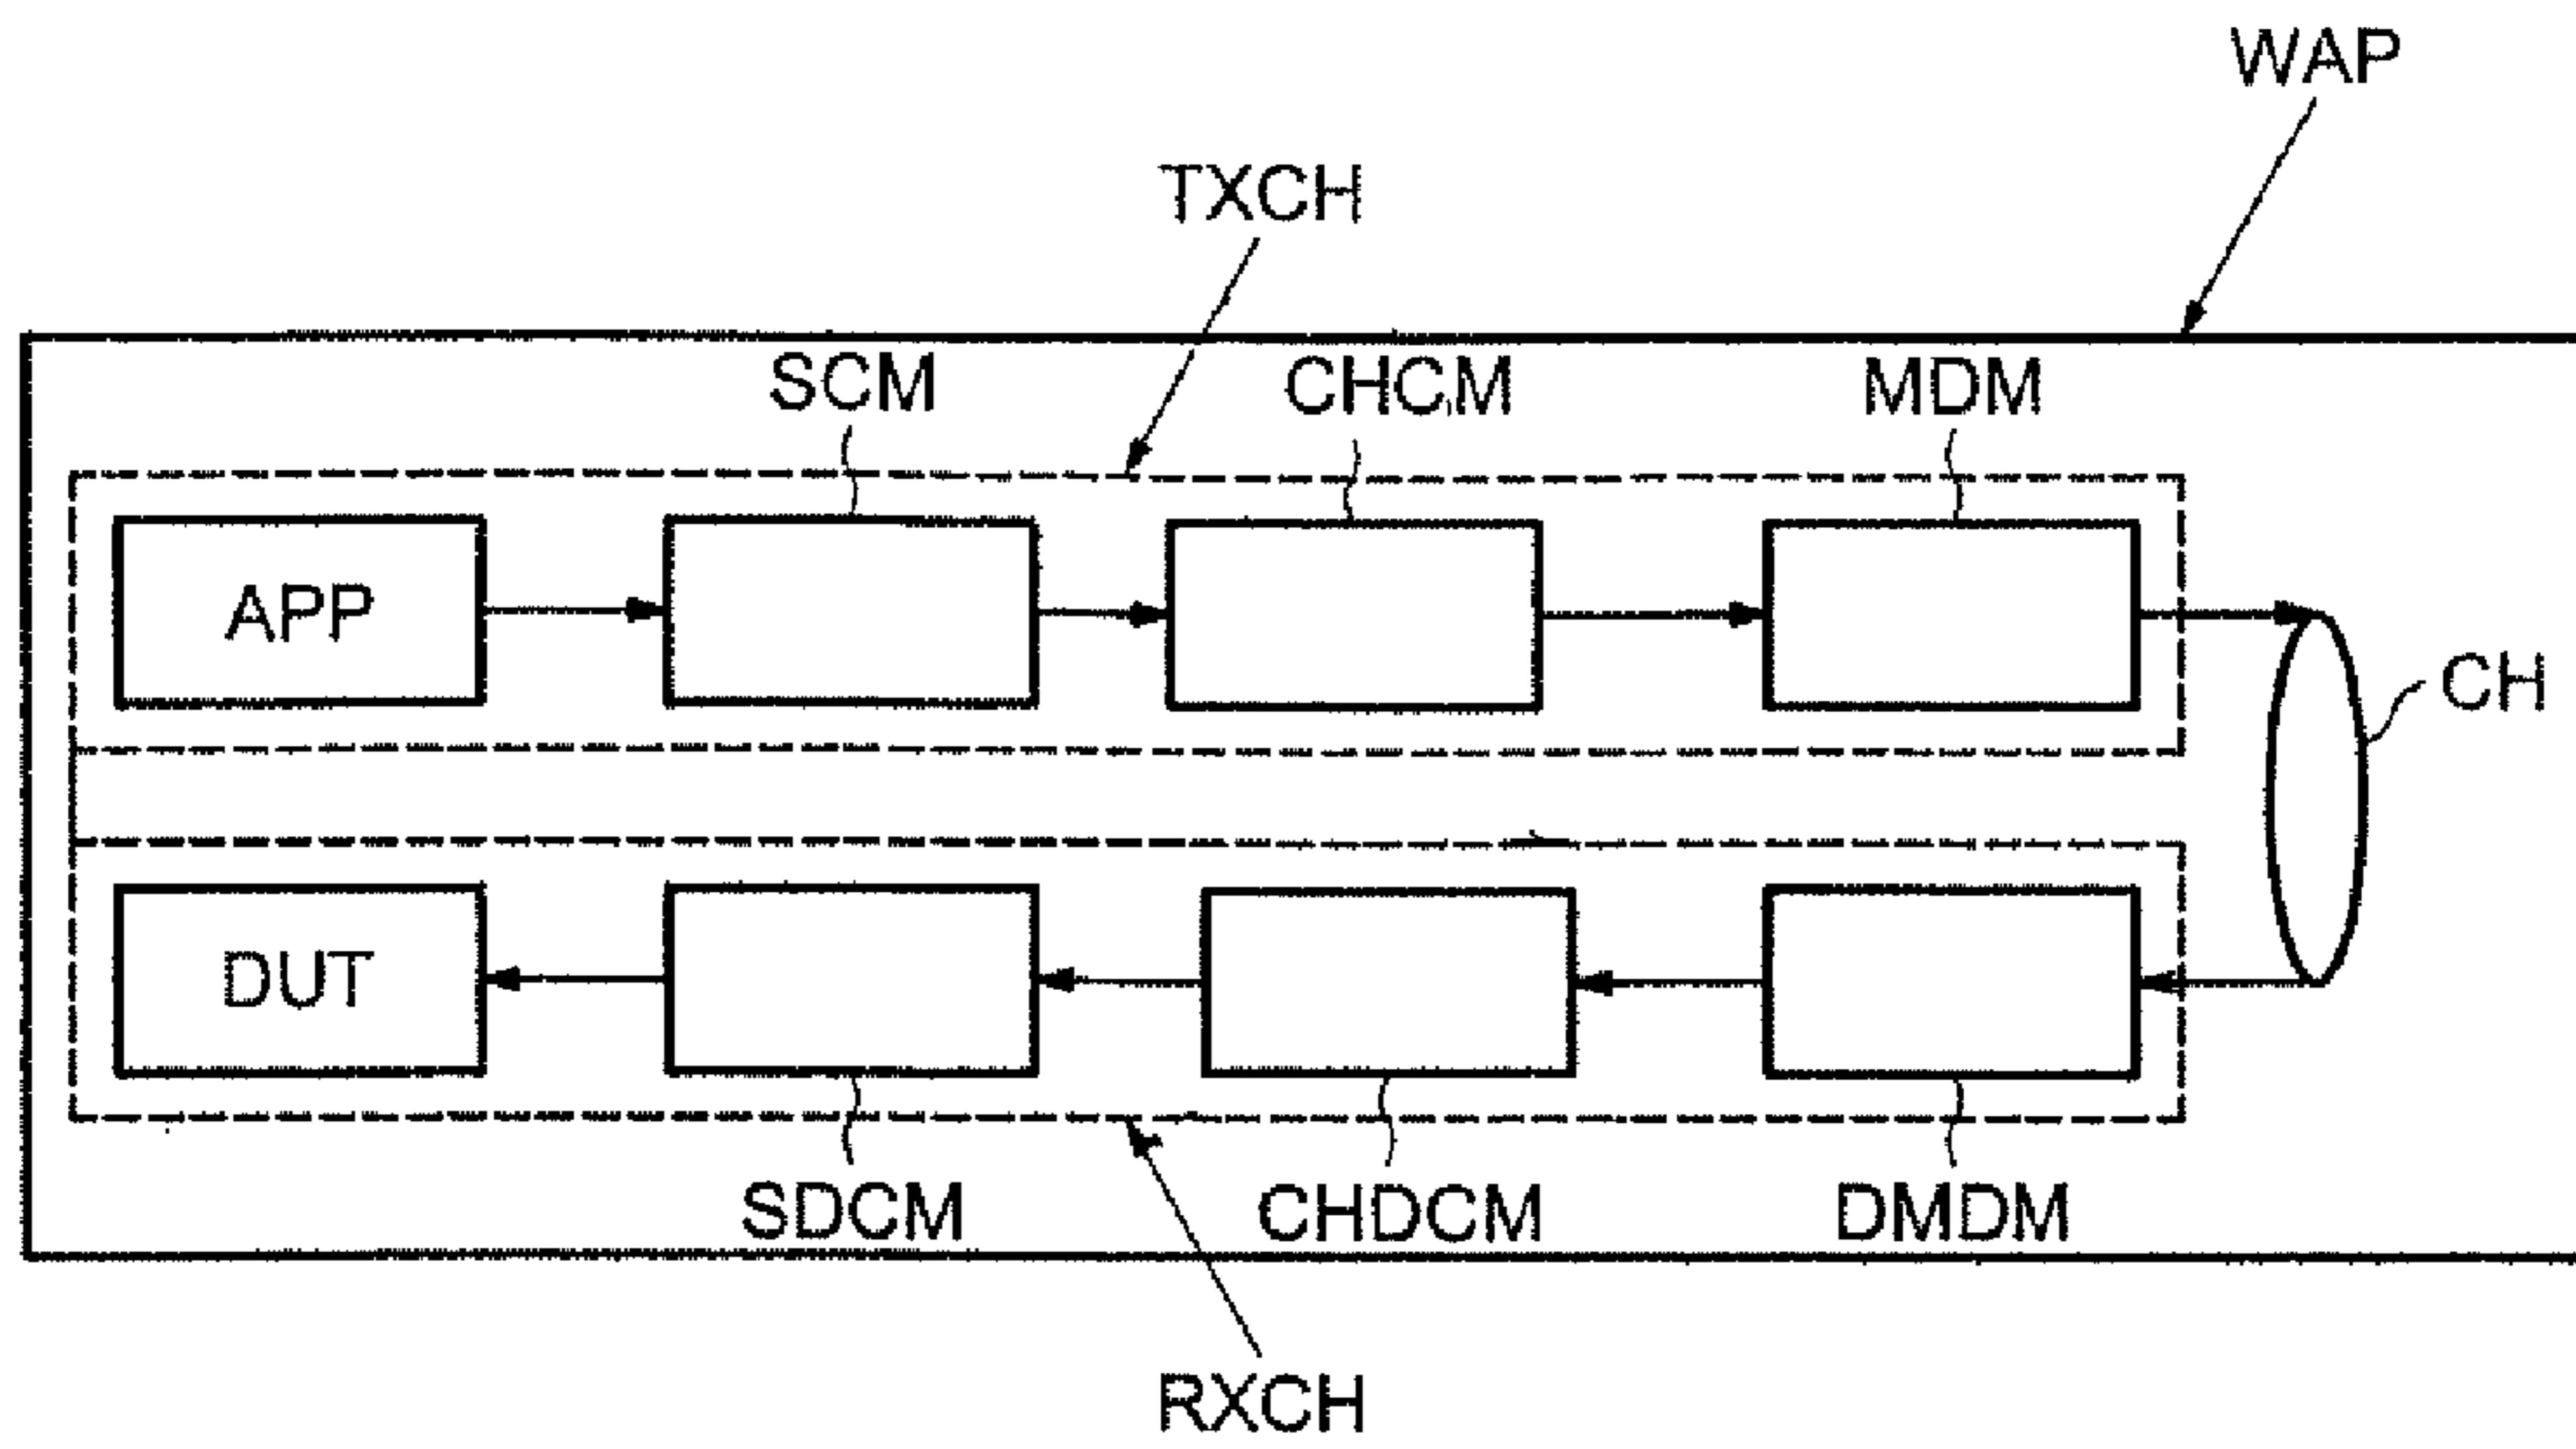 WAP
TXCH
SCM
CHCM
MDM
APP
CH
DUT
SDCM
CHDCM
DMDM
RXCH